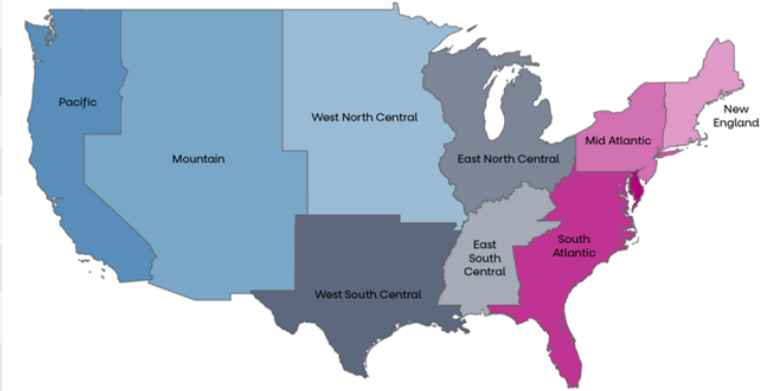 Pacific
Mountain
West North Central
East North Central
Mid Atlantic
New
England
East
South
Central
South
Atlantic
West South Central